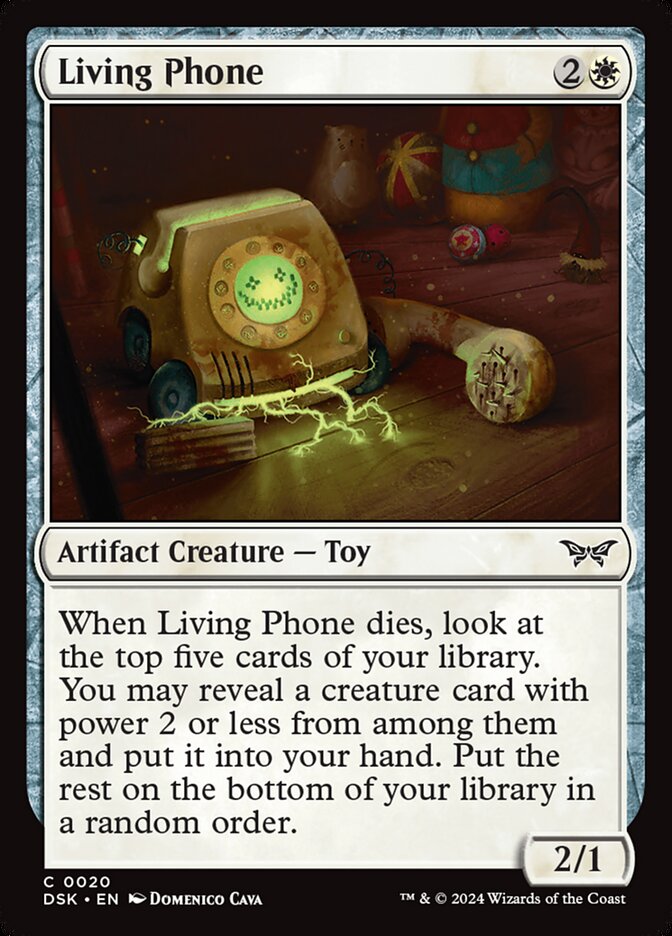 Living Phone 2
Artifact Creature — Toy
When Living Phone dies, look at
the top five cards of your library.
You may reveal a creature card with
power 2 or less from among them
and put it into your hand. Put the
rest on the bottom of your library in
a random order.
2/1
C 0020
DSK • EN Domenico Cava
™ & © 2024 Wizards of the Coast